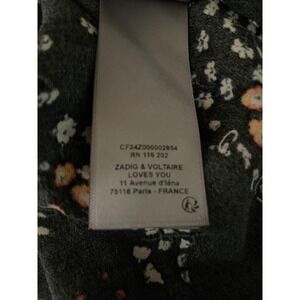 CF24Z000002854
RN 116 202
ZADIG & VOLTAIRE
LOVES YOU
11 Avenue d'Iéna
75116 Paris - FRANCE